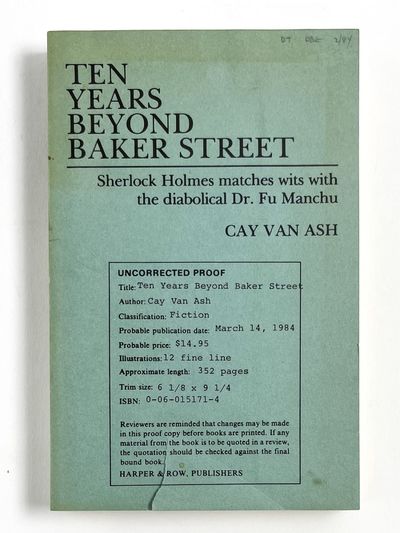 TEN
YEARS
BEYOND
BAKER STREET
Sherlock Holmes matches wits with
the diabolical Dr. Fu Manchu
CAY VAN ASH
UNCORRECTED PROOF
Title: Ten Years Beyond Baker Street
Author: Cay Van Ash
Classification: Fiction
Probable publication date: March 14, 1984
Probable price: $14.95
Illustrations: 12 fine line
Approximate length: 352 pages
Trim size: 6 1/8 x 9 1/4
ISBN: 0-06-015171-4
Reviewers are reminded that changes may be made
in this proof copy before books are printed. If any
material from the book is to be quoted in a review,
the quotation should be checked against the final
bound book.
HARPER & ROW, PUBLISHERS